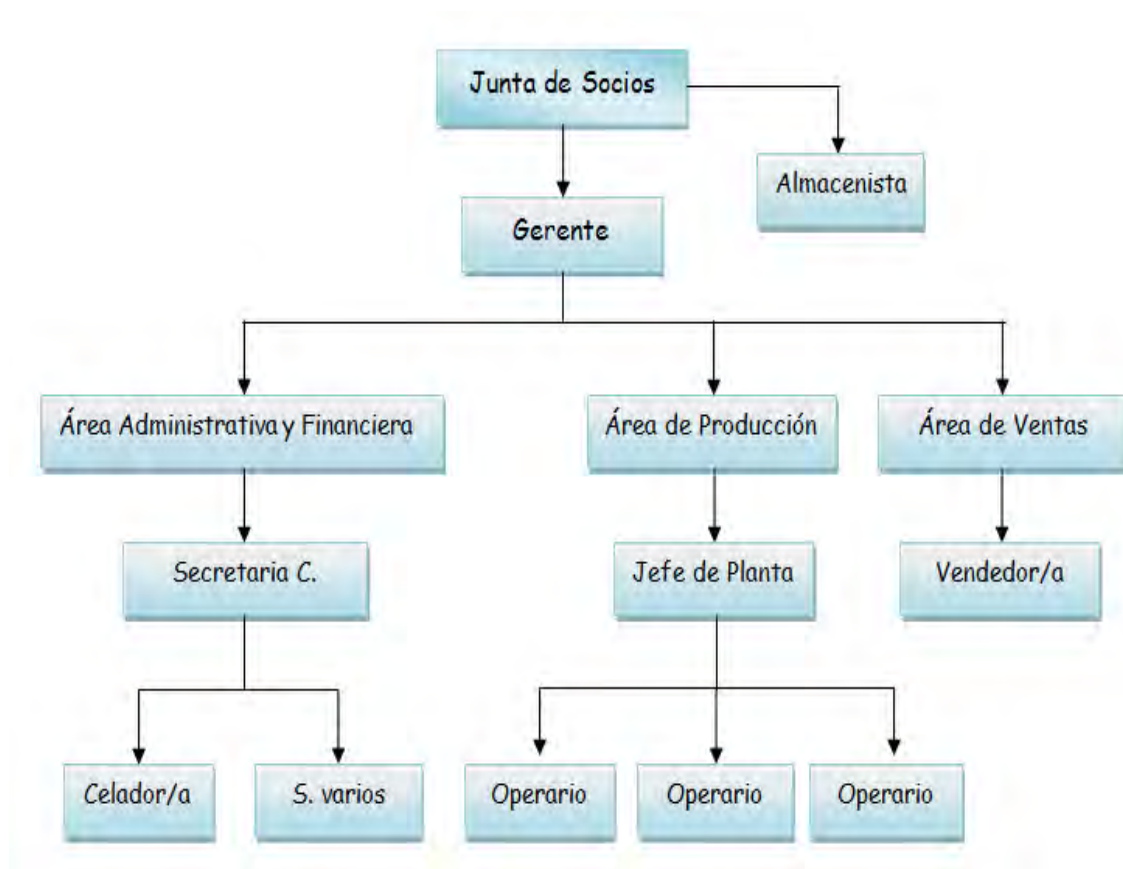 Junta de Socios
Almacenista
Gerente
Área Administrativa y Financiera
Área de Producción
Área de Ventas
Secretaria C.
Jefe de Planta
Vendedor/a
Celador/a
S. varios
Operario
Operario
Operario